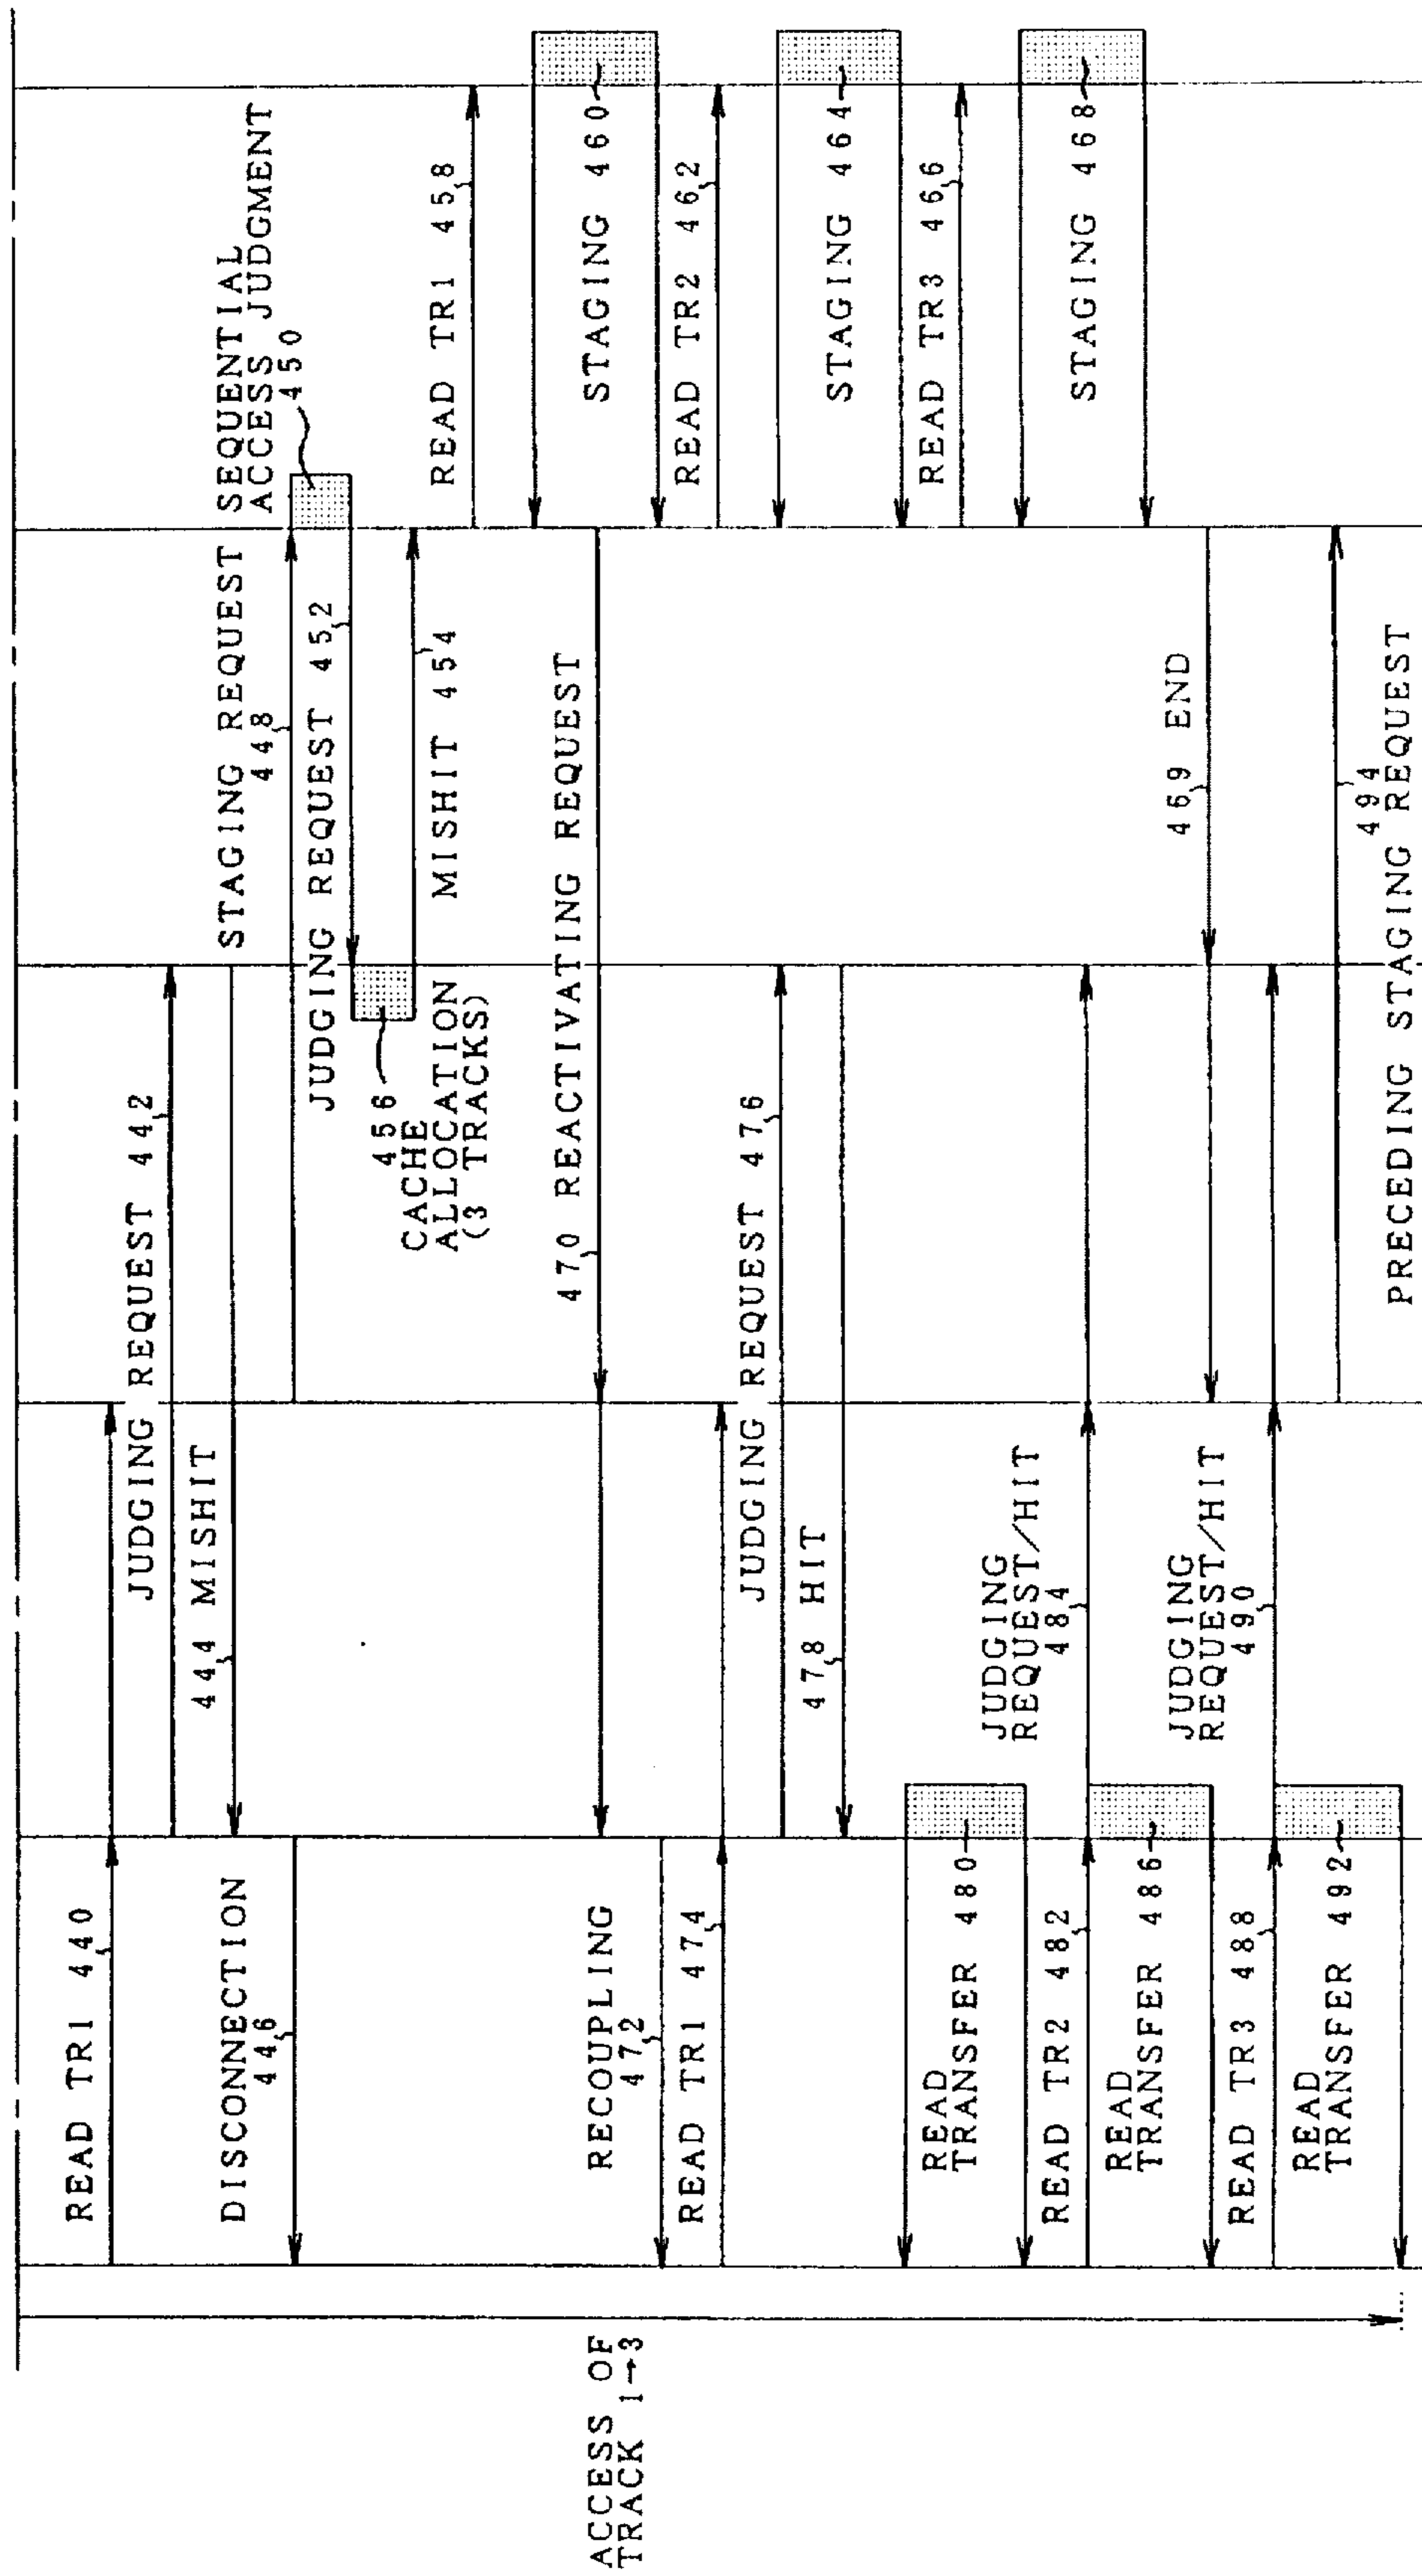 ACCESS OF
TRACK 1→3
READ TR1 440
JUDGING REQUEST 442
444 MISHIT
DISCONNECTION
446
STAGING REQUEST
448
SEQUENTIAL
ACCESS JUDGMENT
450
JUDGING REQUEST 452
MISHIT 454
456
CACHE
ALLOCATION
(3 TRACKS)
READ TR1 458
STAGING 460
470 REACTIVATING REQUEST
RECOUPLING
472
READ TR1 474
READ TR2 462
JUDGING REQUEST 476
478 HIT
STAGING 464
READ
TRANSFER 480
READ TR3 466
READ TR2 482
JUDGING
REQUEST/HIT
484
STAGING 468
READ
TRANSFER 486
469 END
READ TR3 488
JUDGING
REQUEST/HIT
490
READ
TRANSFER 492
494
PRECEDING STAGING REQUEST